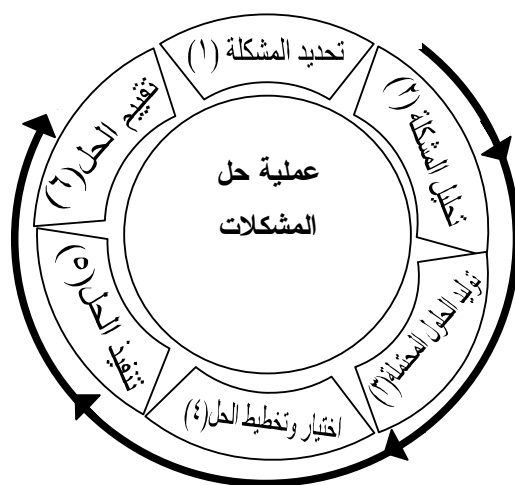 عملية حل
المشكلات
تحديد المشكلة (١)
تحليل المشكلة (٢)
توليد الحلول المحتملة(٣)
اختيار وتخطيط الحل(٤)
تنفيذ الحل(٥)
تقييم الحل(٦)